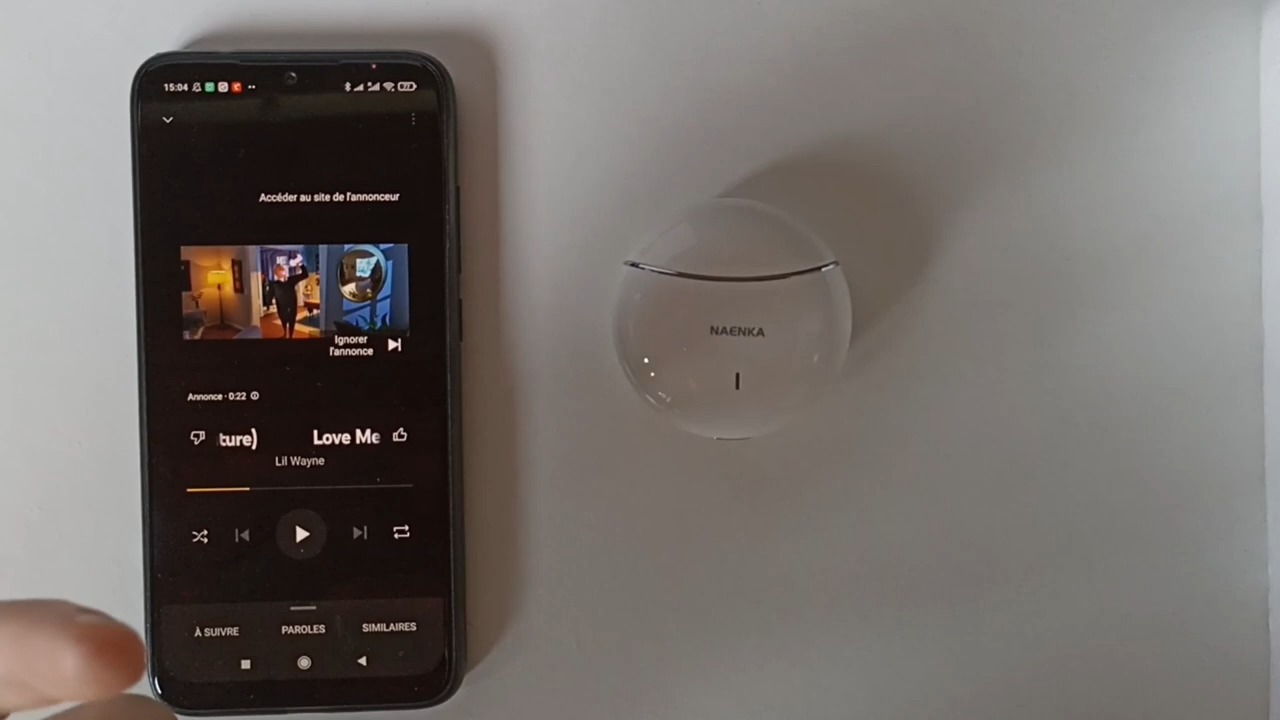 15:04
Accéder au site de l'annonceur
Ignorer
l'annonce
Annonce · 0:22
ture) Love Me
Lil Wayne
À SUIVRE PAROLES SIMILAIRES
NAENKA